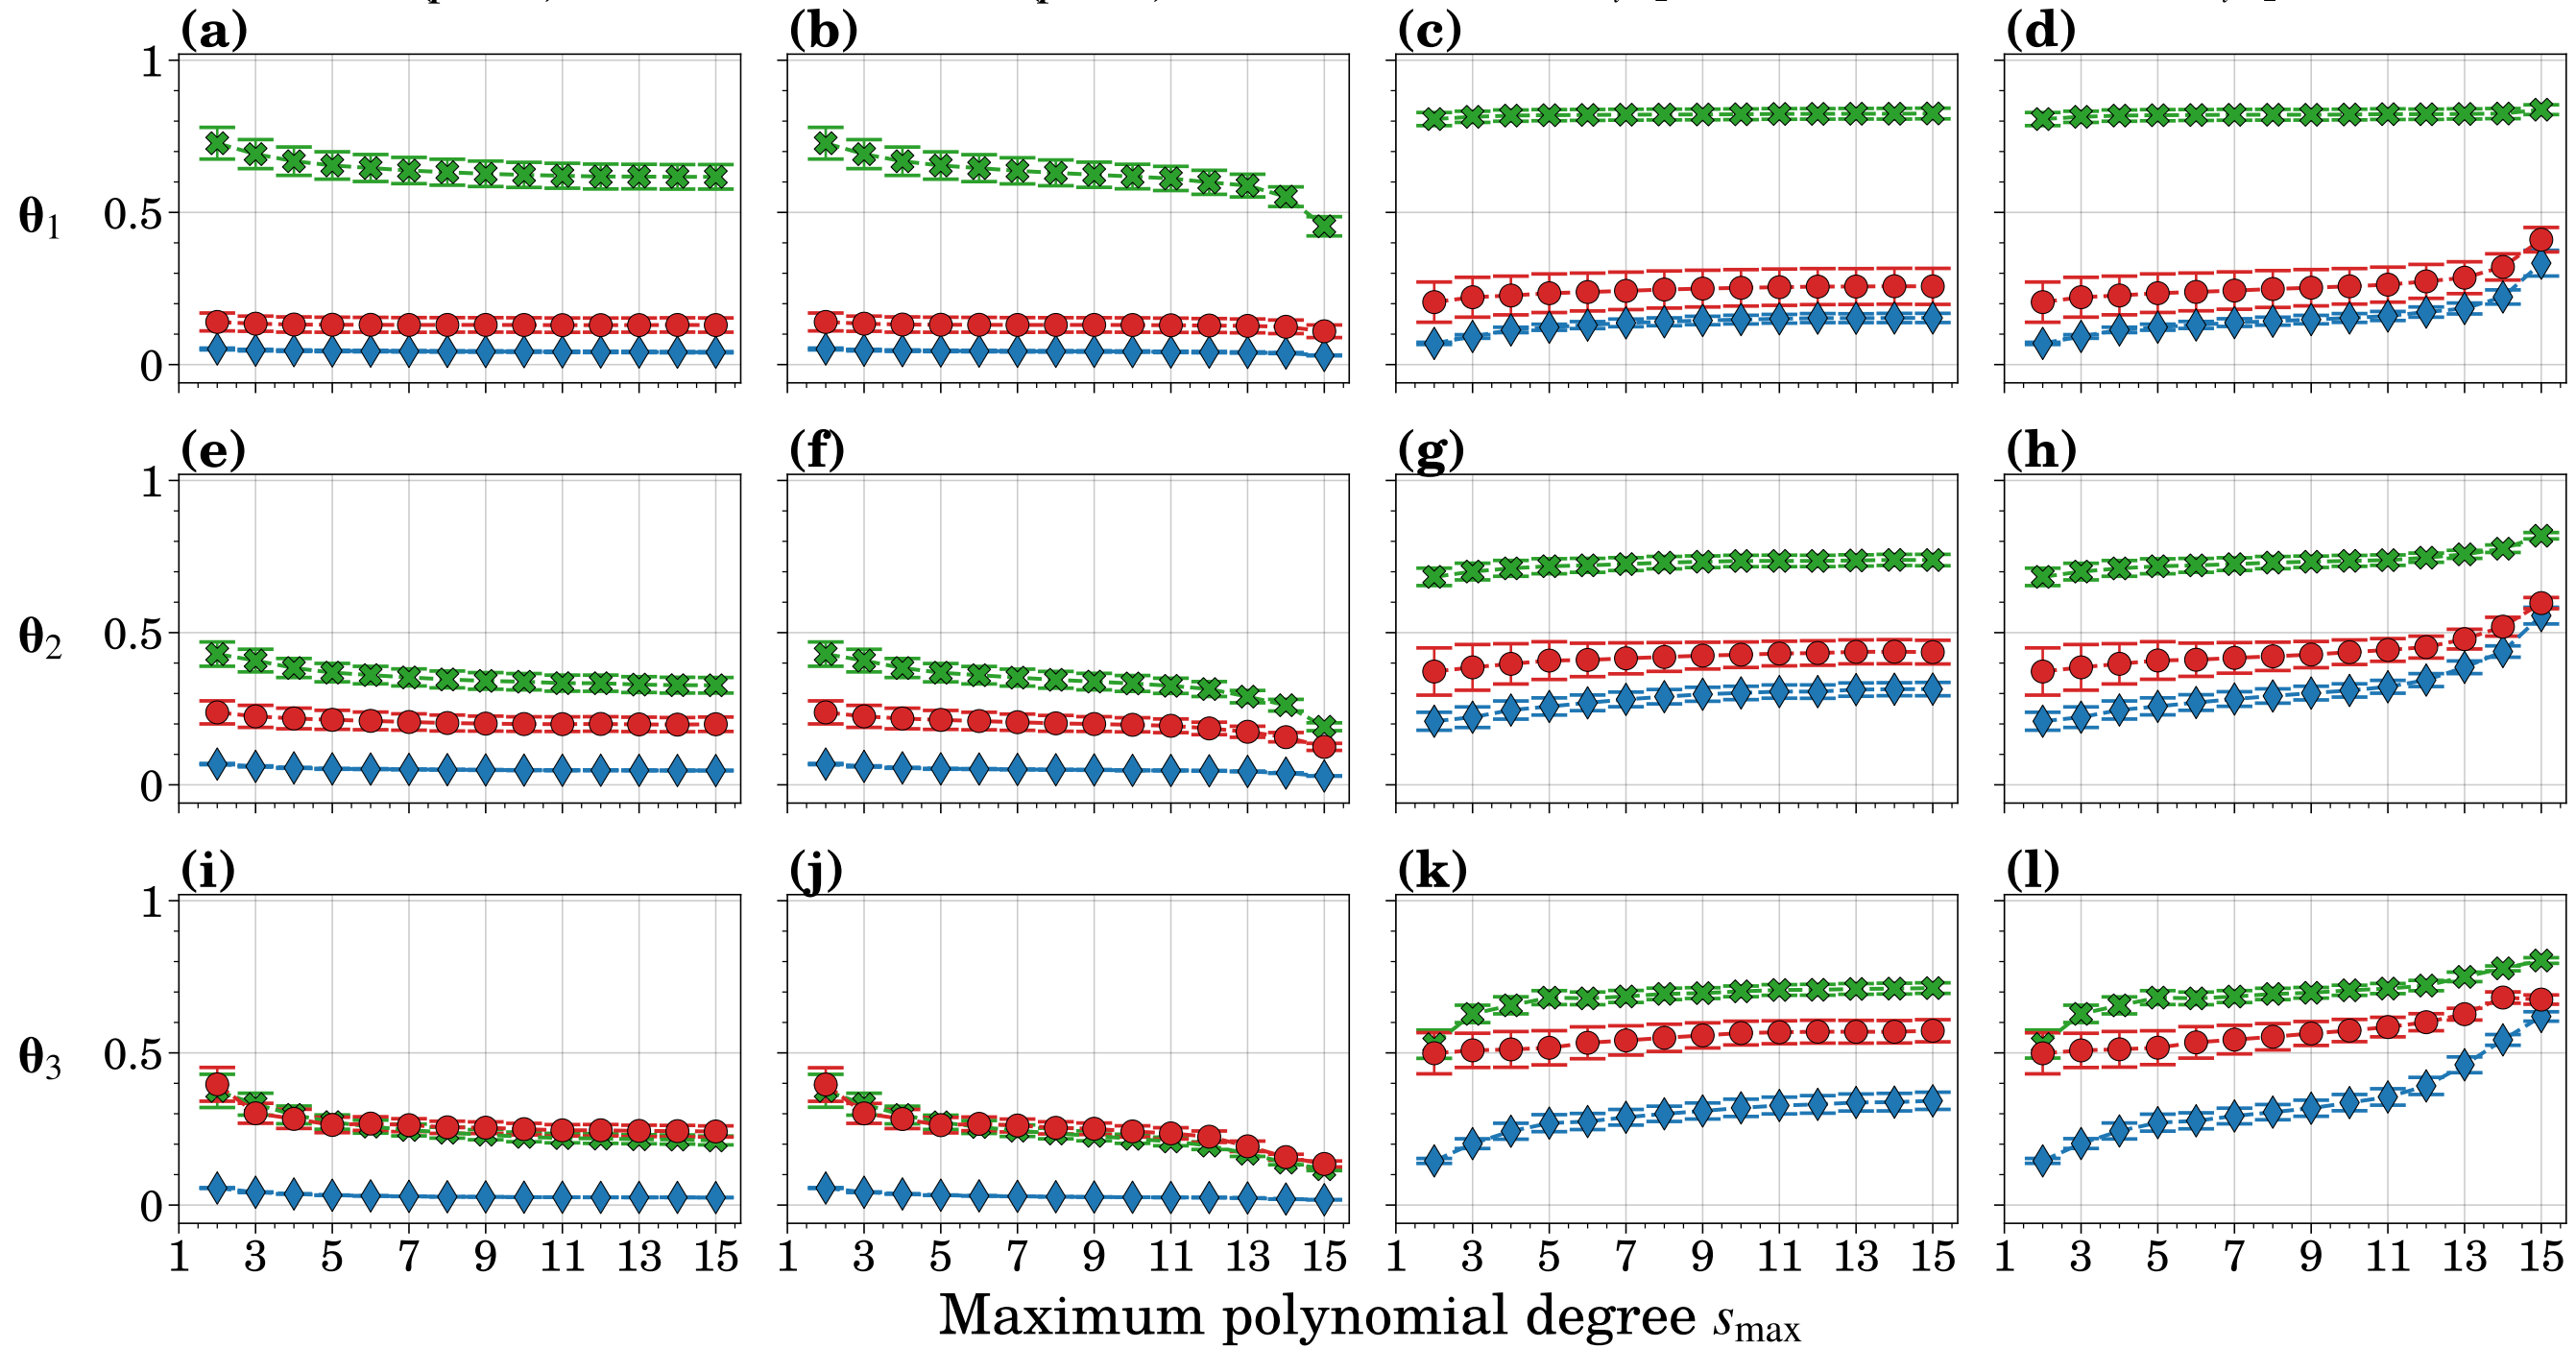 (a) (b) (c) (d)
1
θ1 0.5
0
(e) (f) (g) (h)
1
θ2 0.5
0
(i) (j) (k) (l)
1
θ3 0.5
0
1 3 5 7 9 11 13 15 1 3 5 7 9 11 13 15 1 3 5 7 9 11 13 15 1 3 5 7 9 11 13 15
Maximum polynomial degree smax